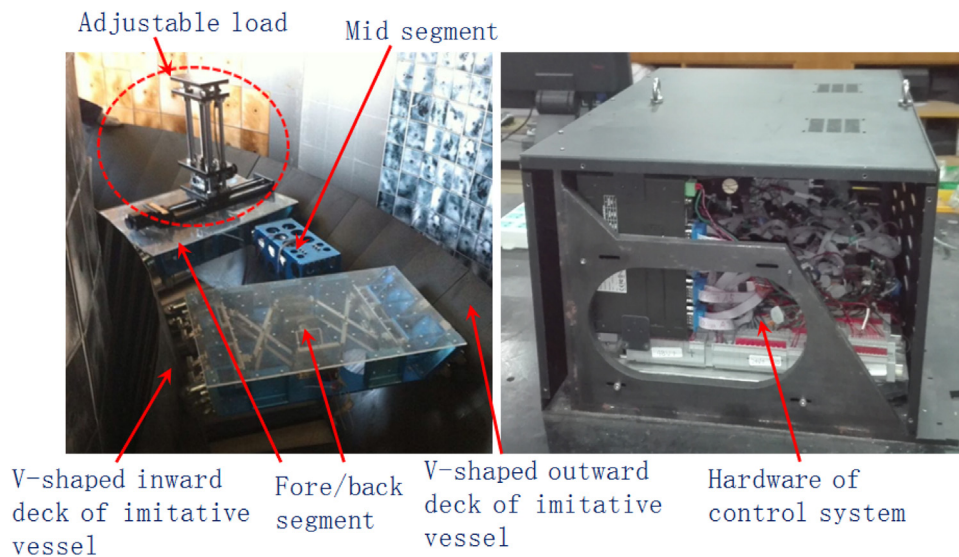 Adjustable load
Mid segment
V-shaped inward
deck of imitative
vessel
Fore/back
segment
V-shaped outward
deck of imitative
vessel
Hardware of
control system